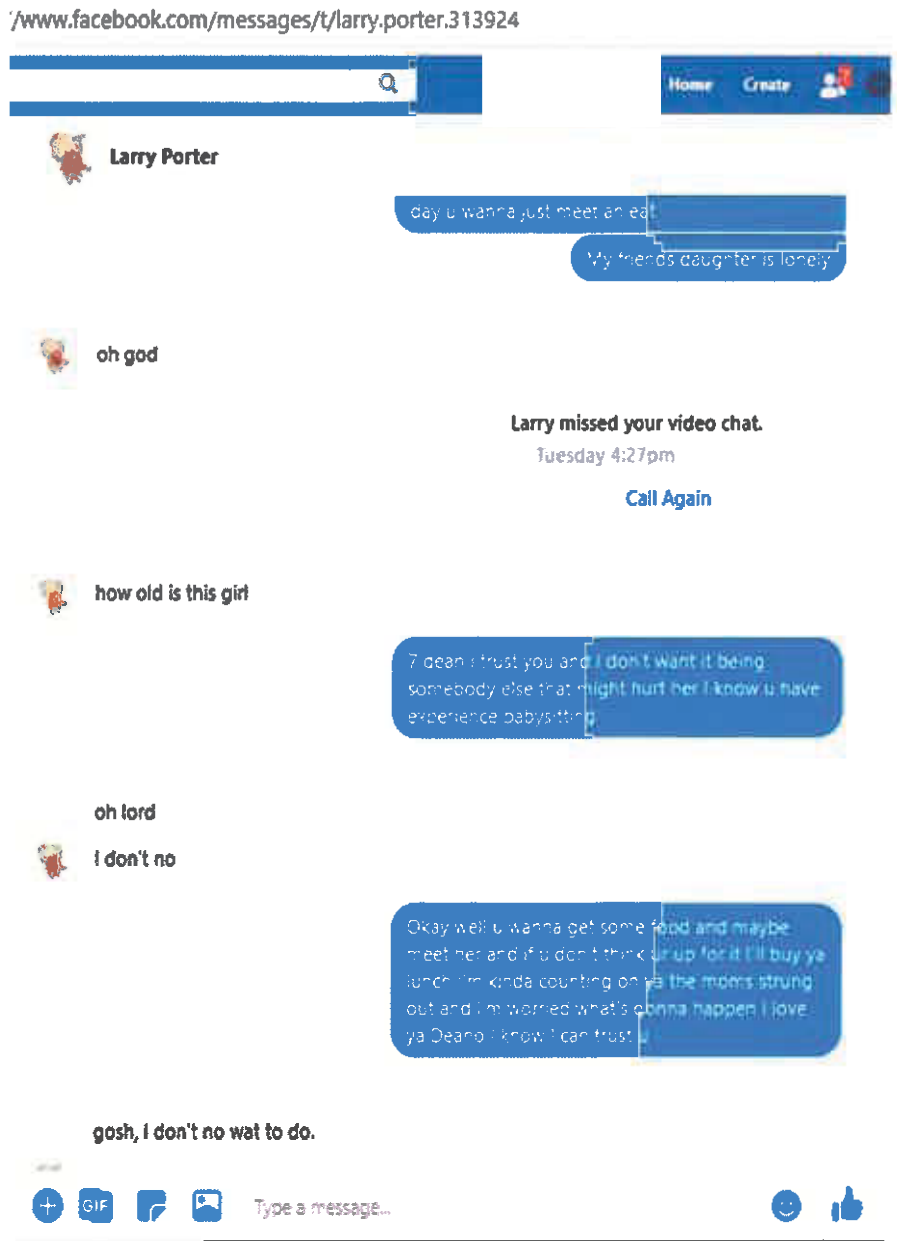 /www.facebook.com/messages/t/larry.porter.313924
Home Create
Larry Porter
day u wanna just meet an eat
My friends daughter is lonely
oh god
Larry missed your video chat.
Tuesday 4:27pm
Call Again
how old is this girl
7 dean i trust you and I don't want it being
somebody else that might hurt her I know u have
experience babysitting
oh lord
I don't no
Okay well u wanna get some food and maybe
meet her and if u don't think ur up for it I'll buy ya
lunch I'm kinda counting on ya the moms strung
out and I'm worried what's gonna happen I love
ya Deano I know I can trust u
gosh, I don't no wat to do.
GIF Type a message...